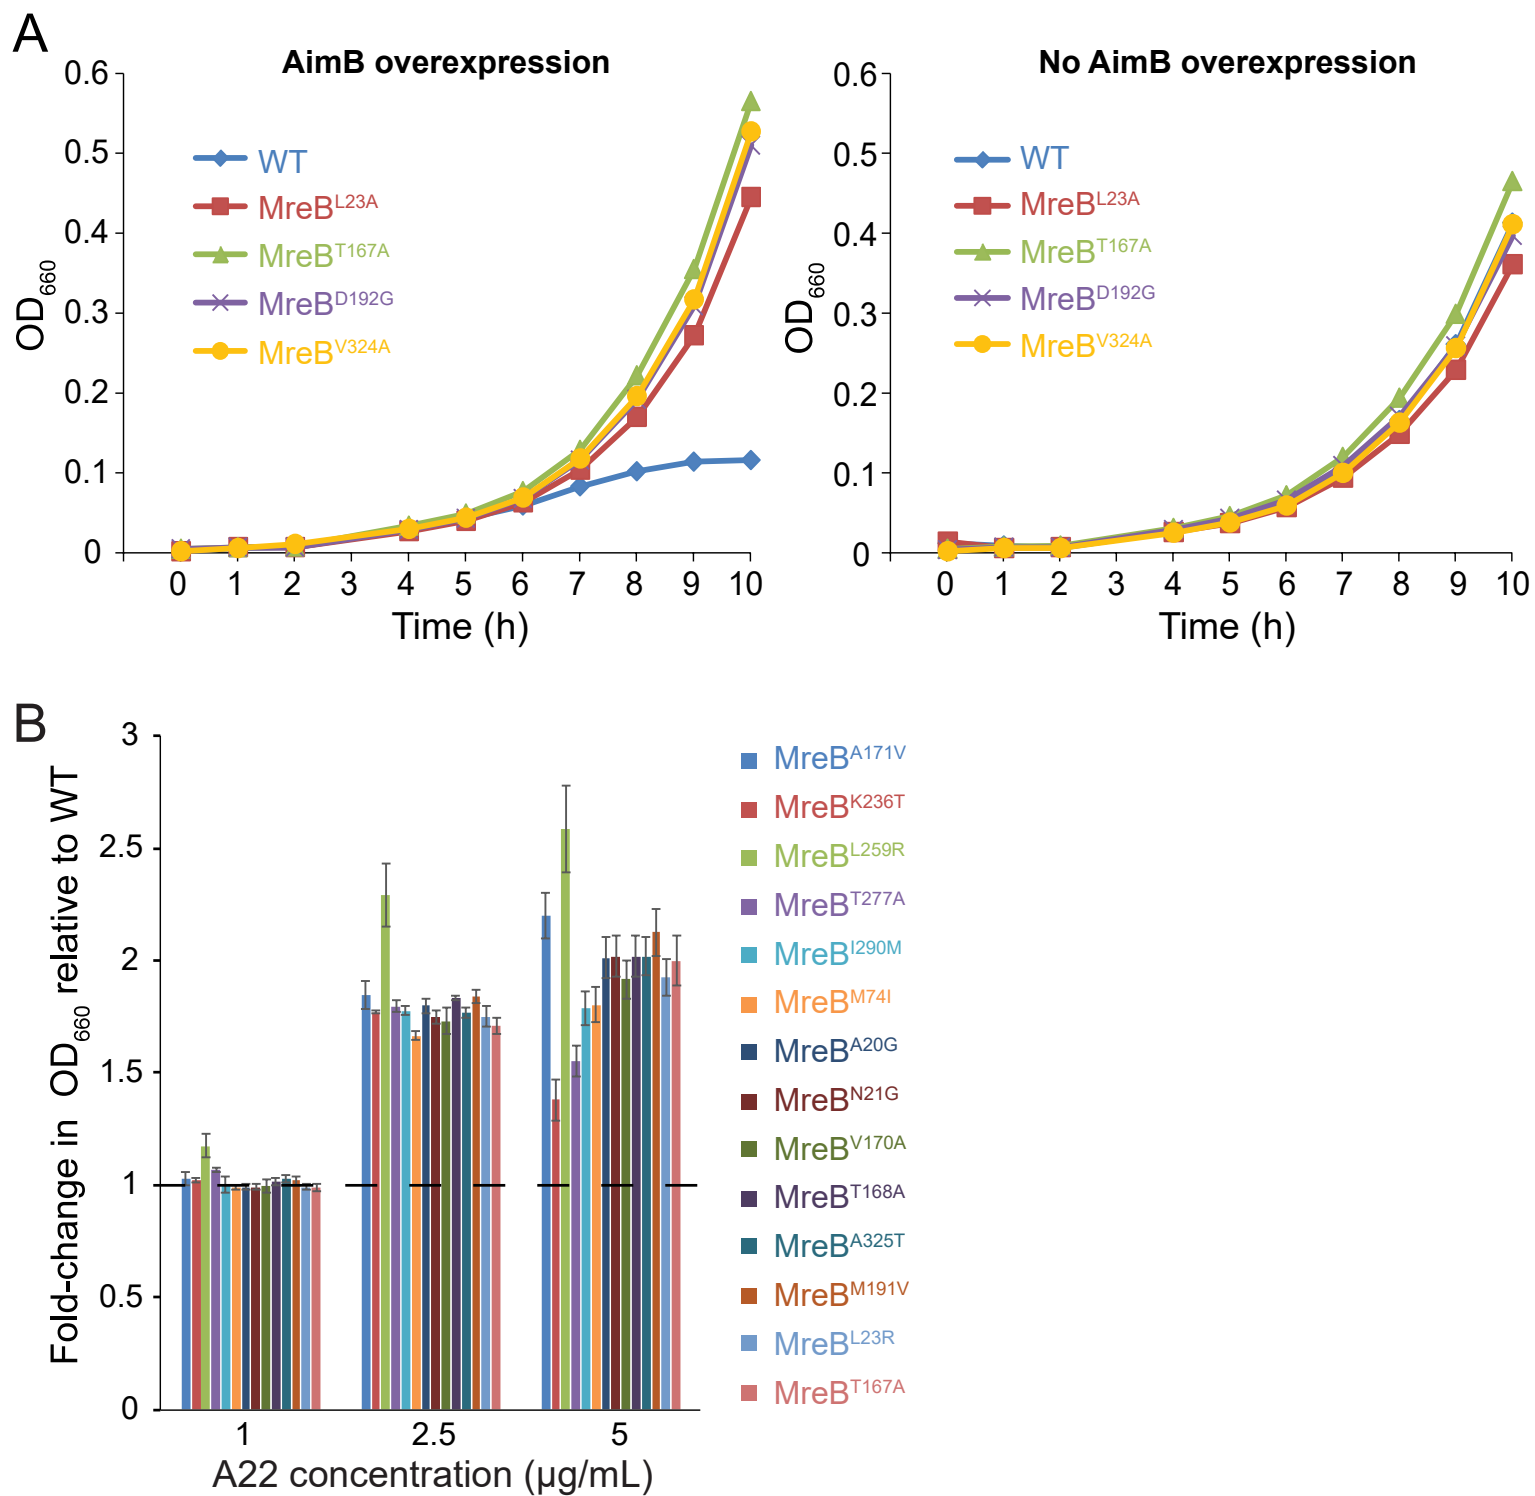 A
AimB overexpression
0.6
0.5
0.4
0.3
0.2
0.1
0
OD660
WT
MreBL23A
MreBT167A
MreBD192G
MreBV324A
0 1 2 3 4 5 6 7 8 9 10
Time (h)
No AimB overexpression
0.6
0.5
0.4
0.3
0.2
0.1
0
OD660
WT
MreBL23A
MreBT167A
MreBD192G
MreBV324A
0 1 2 3 4 5 6 7 8 9 10
Time (h)
B
Fold-change in OD660 relative to WT
3
2.5
2
1.5
1
0.5
0
1 2.5 5
A22 concentration (µg/mL)
MreBA171V
MreBK236T
MreBL259R
MreBT277A
MreBI290M
MreBM74I
MreBA20G
MreBN21G
MreBV170A
MreBT168A
MreBA325T
MreBM191V
MreBL23R
MreBT167A